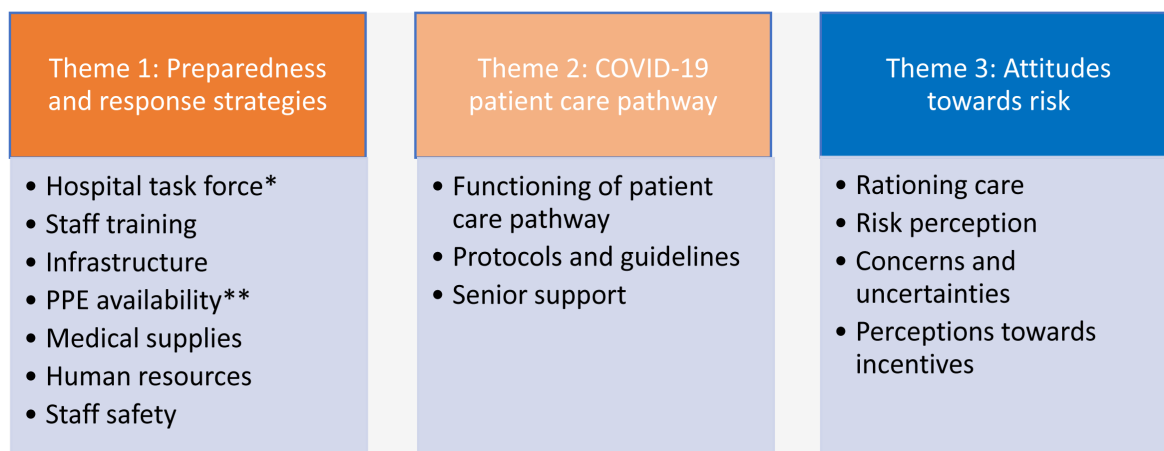 Theme 1: Preparedness
and response strategies
• Hospital task force*
• Staff training
• Infrastructure
• PPE availability**
• Medical supplies
• Human resources
• Staff safety
Theme 2: COVID-19
patient care pathway
• Functioning of patient
care pathway
• Protocols and guidelines
• Senior support
Theme 3: Attitudes
towards risk
• Rationing care
• Risk perception
• Concerns and
uncertainties
• Perceptions towards
incentives